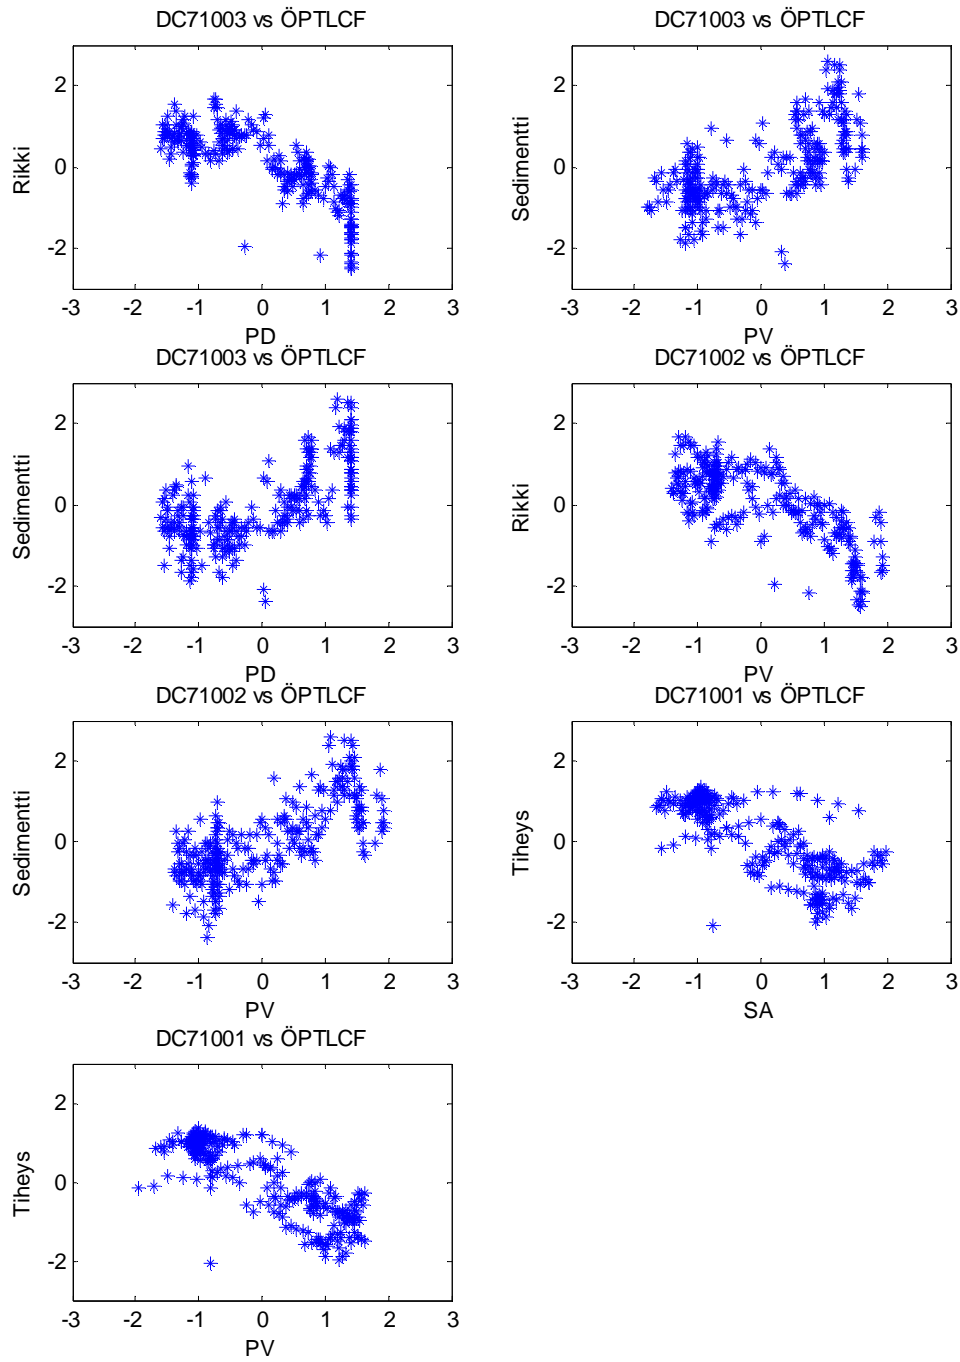 DC71003 vs ÖPTLCF
DC71003 vs ÖPTLCF
Rikki
2
0
-2
-3 -2 -1 0 1 2 3
PD
Sedimentti
2
0
-2
-3 -2 -1 0 1 2 3
PV
DC71003 vs ÖPTLCF
DC71002 vs ÖPTLCF
Sedimentti
2
0
-2
-3 -2 -1 0 1 2 3
PD
Rikki
2
0
-2
-3 -2 -1 0 1 2 3
PV
DC71002 vs ÖPTLCF
DC71001 vs ÖPTLCF
Sedimentti
2
0
-2
-3 -2 -1 0 1 2 3
PV
Tiheys
2
0
-2
-3 -2 -1 0 1 2 3
SA
DC71001 vs ÖPTLCF
Tiheys
2
0
-2
-3 -2 -1 0 1 2 3
PV